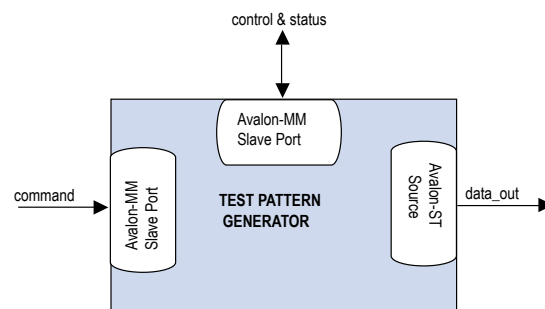 control & status
Avalon-MM
Slave Port
command
Avalon-MM
Slave Port
TEST PATTERN
GENERATOR
Avalon-ST
Source
data_out